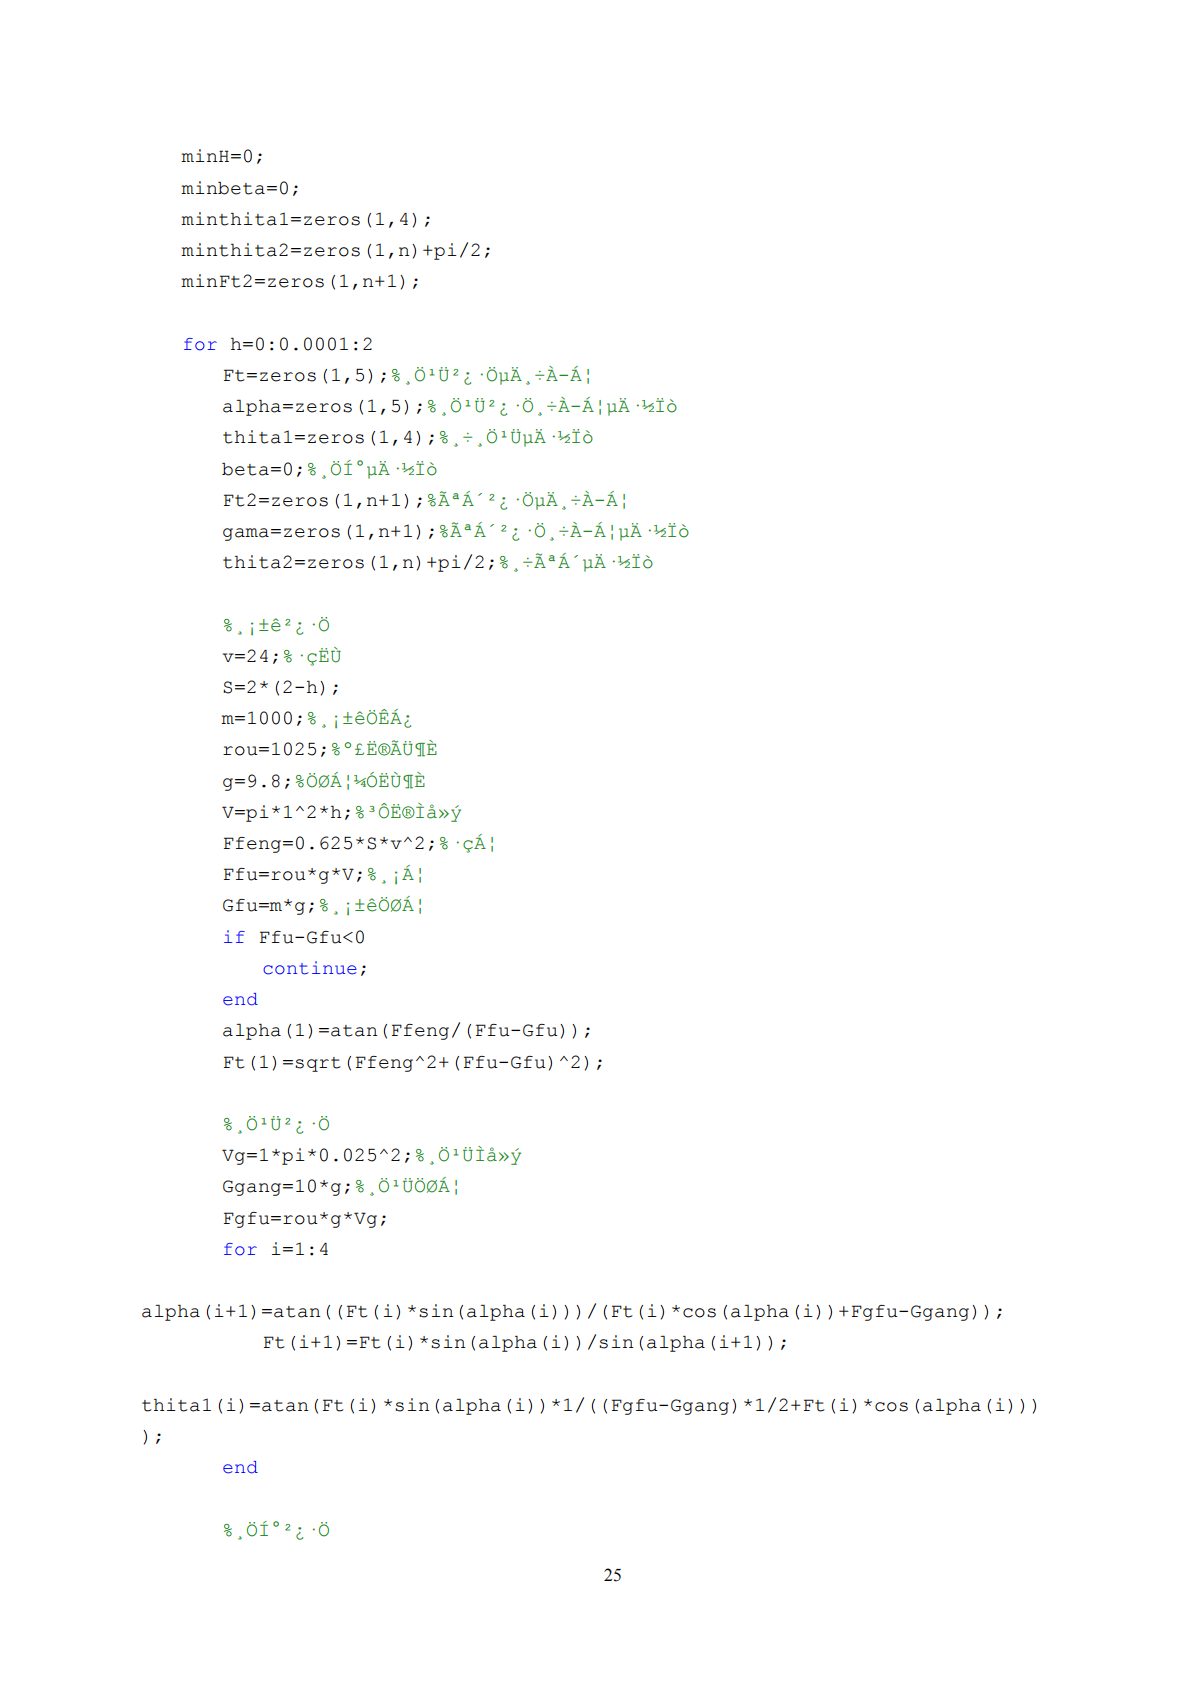 minH=0;
minbeta=0;
minthita1=zeros(1,4);
minthita2=zeros(1,n)+pi/2;
minFt2=zeros(1,n+1);
for h=0:0.0001:2
Ft=zeros(1,5);%¸Ö¹Ü²¿·ÖµÄ¸÷À-Á¦
alpha=zeros(1,5);%¸Ö¹Ü²¿·Ö¸÷À-Á¦µÄ·½Ïò
thita1=zeros(1,4);%¸÷¸Ö¹ÜµÄ·½Ïò
beta=0;%¸ÖÍ°µÄ·½Ïò
Ft2=zeros(1,n+1);%ÃªÁ´²¿·ÖµÄ¸÷À-Á¦
gama=zeros(1,n+1);%ÃªÁ´²¿·Ö¸÷À-Á¦µÄ·½Ïò
thita2=zeros(1,n)+pi/2;%¸÷ÃªÁ´µÄ·½Ïò
%¸¡±ê²¿·Ö
v=24;%·çËÙ
S=2*(2-h);
m=1000;%¸¡±êÖÊÁ¿
rou=1025;%º£Ë®ÃÜ¶È
g=9.8;%ÖØÁ¦¼ÓËÙ¶È
V=pi*1^2*h;%³ÔË®Ìå»ý
Ffeng=0.625*S*v^2;%·çÁ¦
Ffu=rou*g*V;%¸¡Á¦
Gfu=m*g;%¸¡±êÖØÁ¦
if Ffu-Gfu<0
continue;
end
alpha(1)=atan(Ffeng/(Ffu-Gfu));
Ft(1)=sqrt(Ffeng^2+(Ffu-Gfu)^2);
%¸Ö¹Ü²¿·Ö
Vg=1*pi*0.025^2;%¸Ö¹ÜÌå»ý
Ggang=10*g;%¸Ö¹ÜÖØÁ¦
Fgfu=rou*g*Vg;
for i=1:4
alpha(i+1)=atan((Ft(i)*sin(alpha(i)))/(Ft(i)*cos(alpha(i))+Fgfu-Ggang));
Ft(i+1)=Ft(i)*sin(alpha(i))/sin(alpha(i+1));
thita1(i)=atan(Ft(i)*sin(alpha(i))*1/((Fgfu-Ggang)*1/2+Ft(i)*cos(alpha(i)))
);
end
%¸ÖÍ°²¿·Ö
25